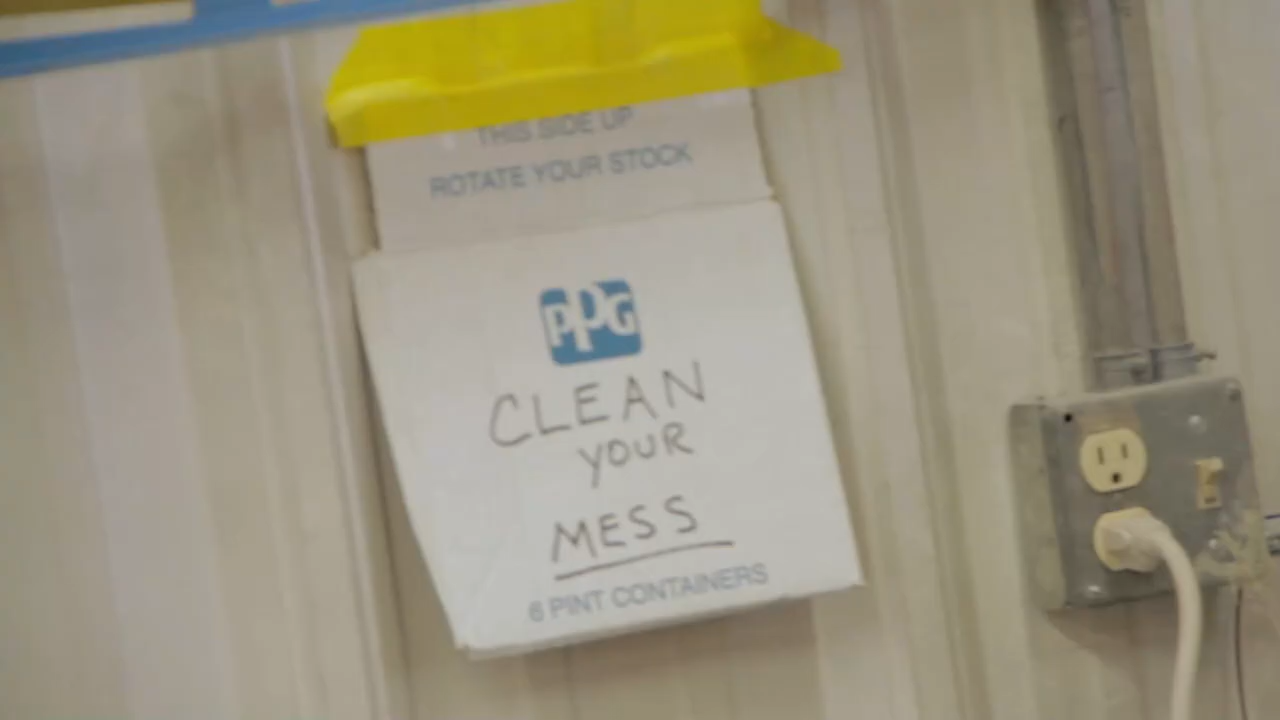 THIS SIDE UP
ROTATE YOUR STOCK
PPG
CLEAN
YOUR
MESS
6 PINT CONTAINERS